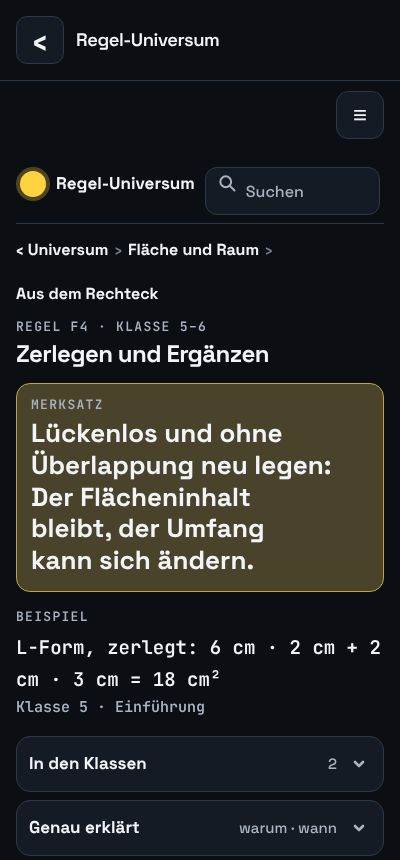 < Regel-Universum
≡
Regel-Universum Suchen
< Universum > Fläche und Raum >
Aus dem Rechteck
REGEL F4 · KLASSE 5–6
Zerlegen und Ergänzen
MERKSATZ
Lückenlos und ohne
Überlappung neu legen:
Der Flächeninhalt
bleibt, der Umfang
kann sich ändern.
BEISPIEL
L-Form, zerlegt: 6 cm · 2 cm + 2
cm · 3 cm = 18 cm²
Klasse 5 · Einführung
In den Klassen 2
Genau erklärt warum · wann